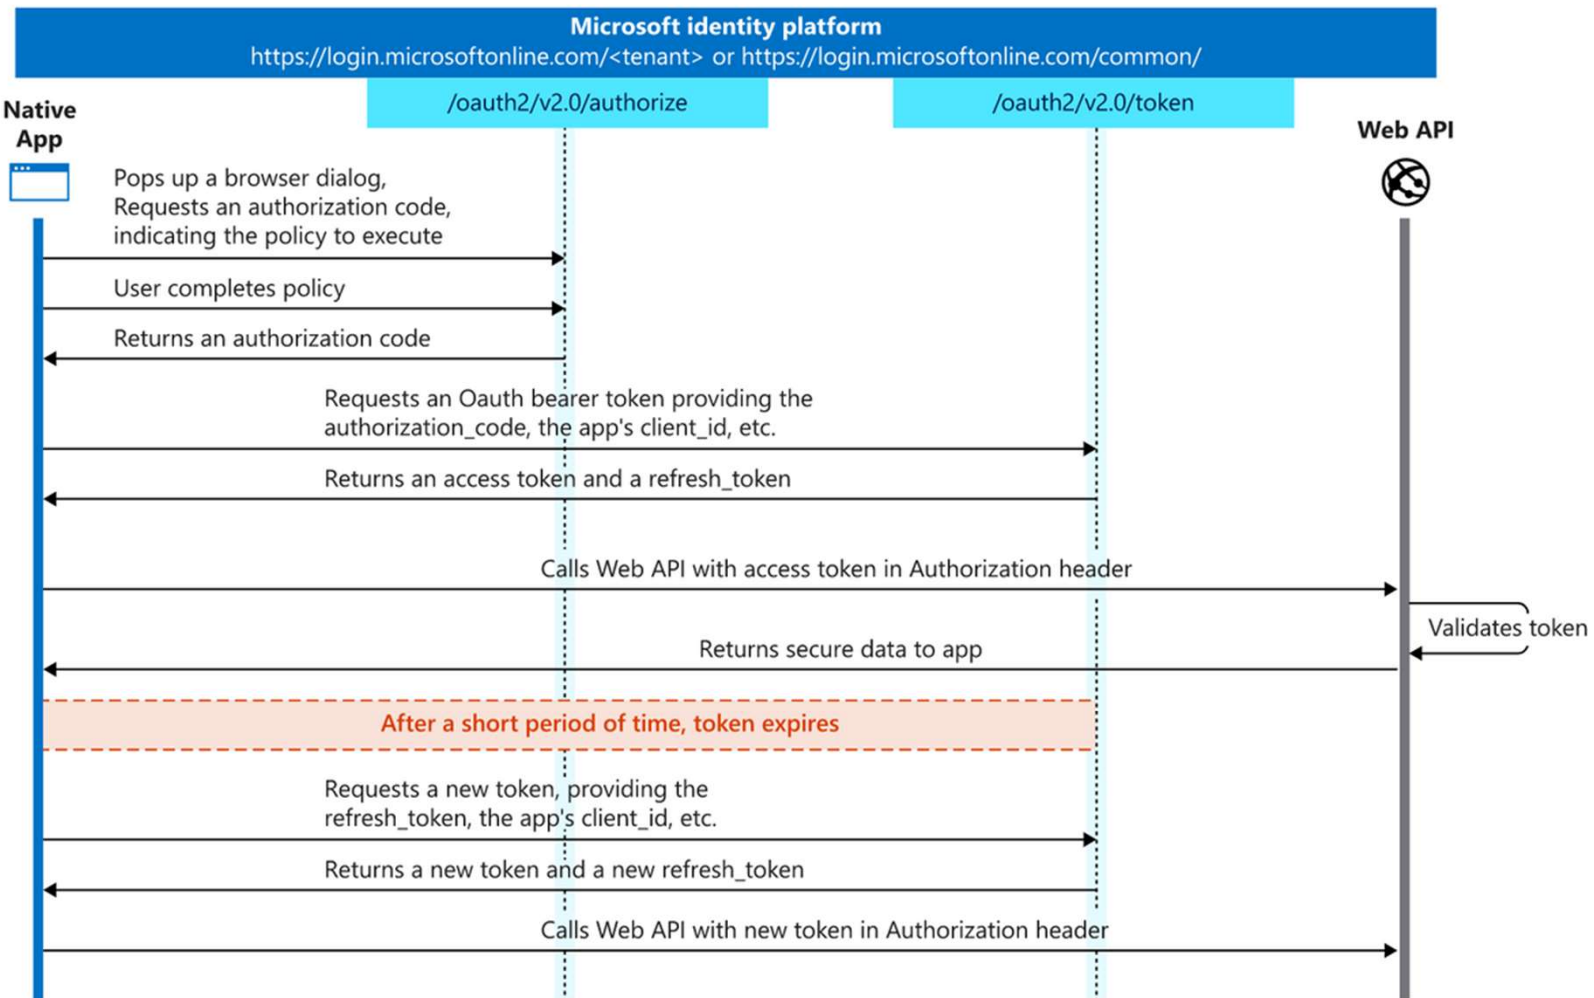 Microsoft identity platform
https://login.microsoftonline.com/<tenant> or https://login.microsoftonline.com/common/
/oauth2/v2.0/authorize
/oauth2/v2.0/token
Native
App
Web API
Pops up a browser dialog,
Requests an authorization code,
indicating the policy to execute
User completes policy
Returns an authorization code
Requests an Oauth bearer token providing the
authorization_code, the app's client_id, etc.
Returns an access token and a refresh_token
Calls Web API with access token in Authorization header
Validates token
Returns secure data to app
After a short period of time, token expires
Requests a new token, providing the
refresh_token, the app's client_id, etc.
Returns a new token and a new refresh_token
Calls Web API with new token in Authorization header